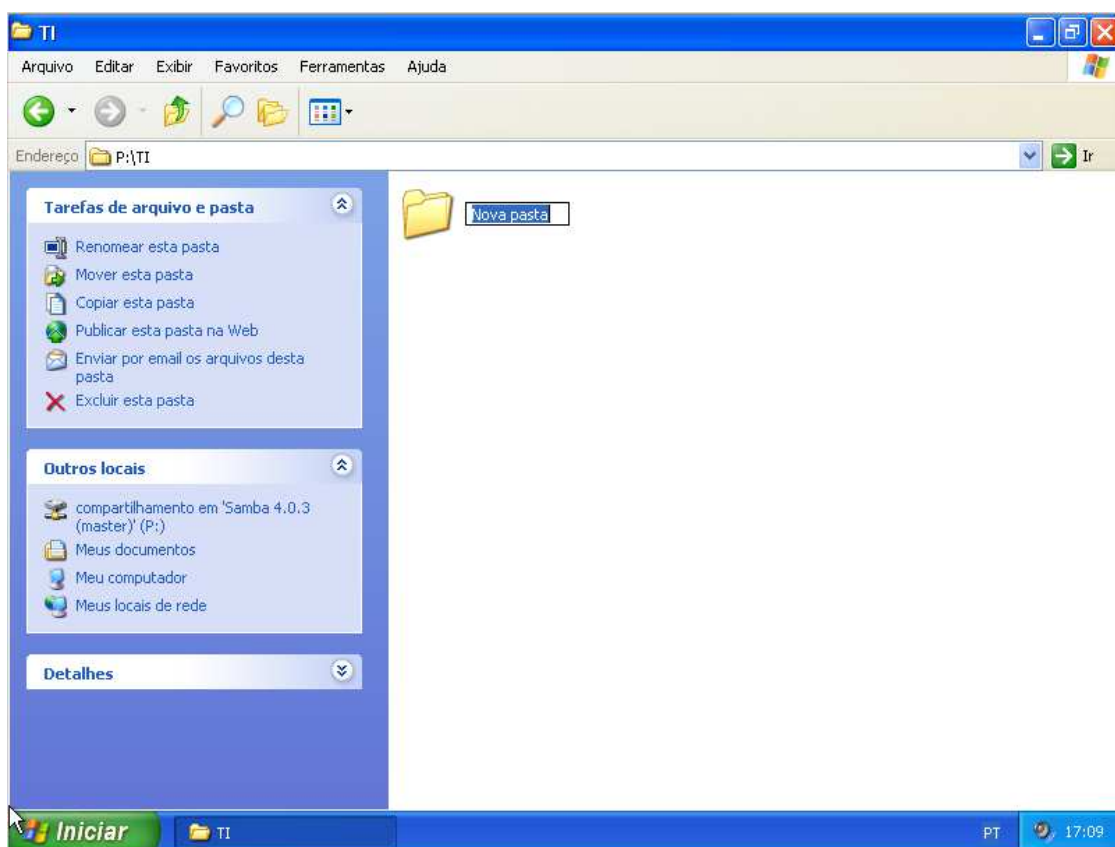 TI
Arquivo Editar Exibir Favoritos Ferramentas Ajuda
Endereço P:\TI Ir
Tarefas de arquivo e pasta
Renomear esta pasta
Mover esta pasta
Copiar esta pasta
Publicar esta pasta na Web
Enviar por email os arquivos desta
pasta
Excluir esta pasta
Outros locais
compartilhamento em 'Samba 4.0.3
(master)' (P:)
Meus documentos
Meu computador
Meus locais de rede
Detalhes
Nova pasta
Iniciar TI PT 17:09